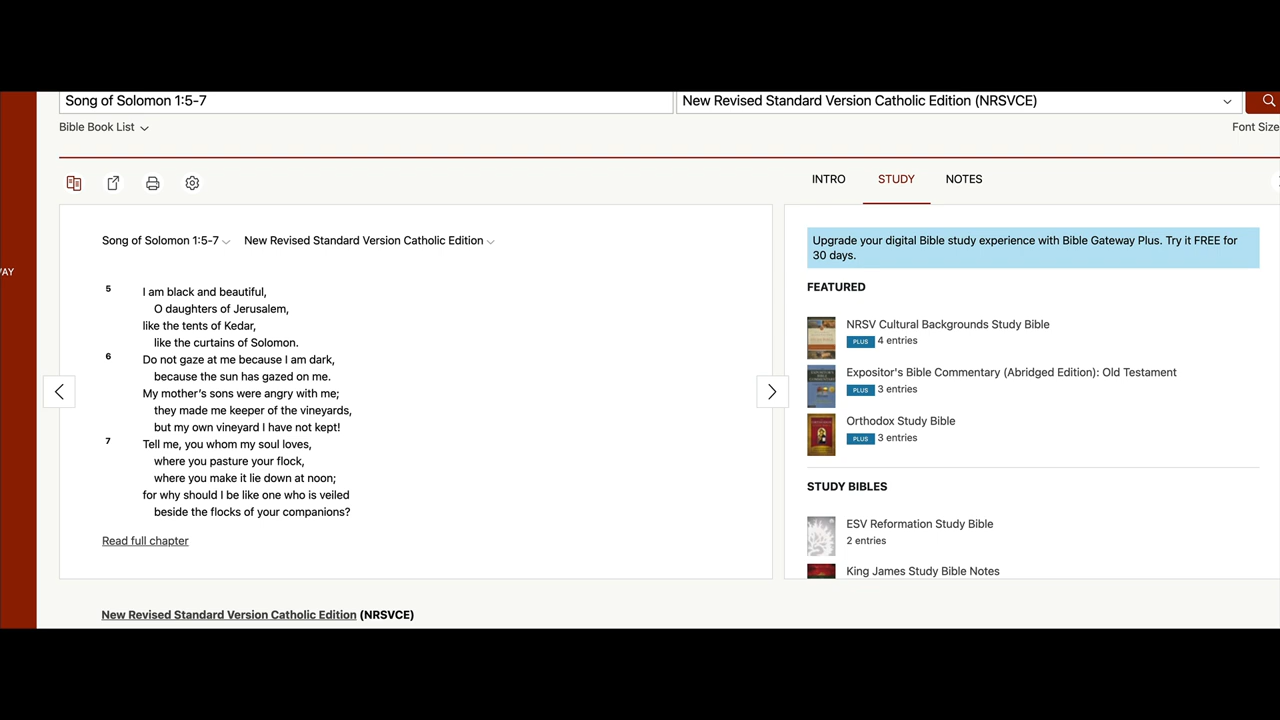 Song of Solomon 1:5-7
New Revised Standard Version Catholic Edition (NRSVCE)
Bible Book List
Font Size
INTRO
STUDY
NOTES
VAY
Song of Solomon 1:5-7
New Revised Standard Version Catholic Edition
5 I am black and beautiful,
O daughters of Jerusalem,
like the tents of Kedar,
like the curtains of Solomon.
6 Do not gaze at me because I am dark,
because the sun has gazed on me.
My mother’s sons were angry with me;
they made me keeper of the vineyards,
but my own vineyard I have not kept!
7 Tell me, you whom my soul loves,
where you pasture your flock,
where you make it lie down at noon;
for why should I be like one who is veiled
beside the flocks of your companions?
Read full chapter
New Revised Standard Version Catholic Edition (NRSVCE)
Upgrade your digital Bible study experience with Bible Gateway Plus. Try it FREE for
30 days.
FEATURED
NRSV Cultural Backgrounds Study Bible
PLUS 4 entries
Expositor's Bible Commentary (Abridged Edition): Old Testament
PLUS 3 entries
Orthodox Study Bible
PLUS 3 entries
STUDY BIBLES
ESV Reformation Study Bible
2 entries
King James Study Bible Notes